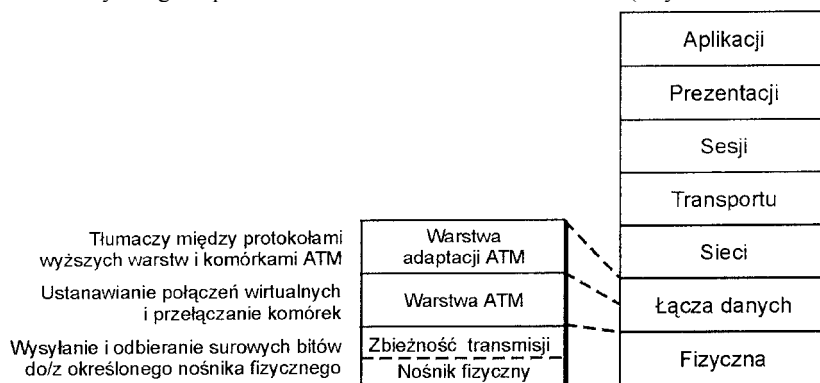 Aplikacji
Prezentacji
Sesji
Transportu
Sieci
Łącza danych
Fizyczna
Tłumaczy między protokołami
wyższych warstw i komórkami ATM
Warstwa
adaptacji ATM
Ustanawianie połączeń wirtualnych
i przełączanie komórek
Warstwa ATM
Wysyłanie i odbieranie surowych bitów
do/z określonego nośnika fizycznego
Zbieżność transmisji
Nośnik fizyczny